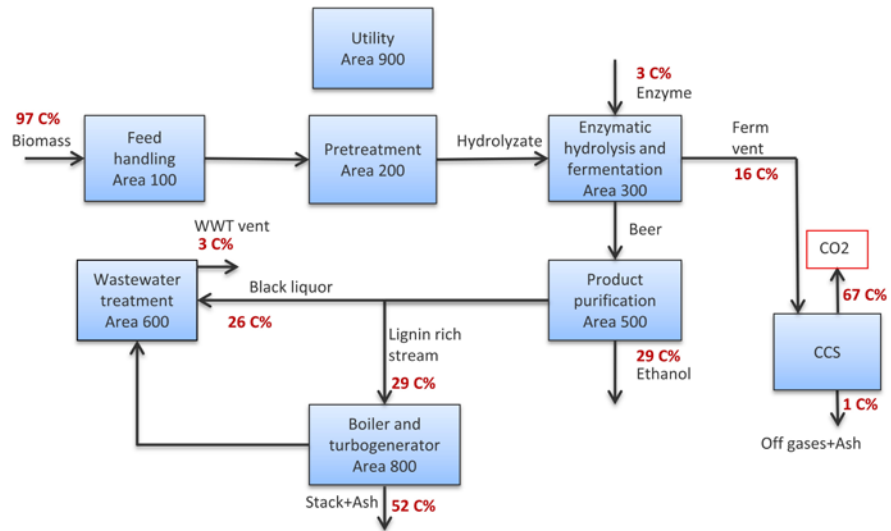 Utility
Area 900
3 C%
Enzyme
97 C%
Biomass
Feed
handling
Area 100
Pretreatment
Area 200
Hydrolyzate
Enzymatic
hydrolysis and
fermentation
Area 300
Ferm
vent
16 C%
WWT vent
3 C%
Beer
CO2
67 C%
Wastewater
treatment
Area 600
Black liquor
26 C%
Product
purification
Area 500
Lignin rich
stream
29 C%
29 C%
Ethanol
CCS
1 C%
Off gases+Ash
Boiler and
turbogenerator
Area 800
Stack+Ash
52 C%